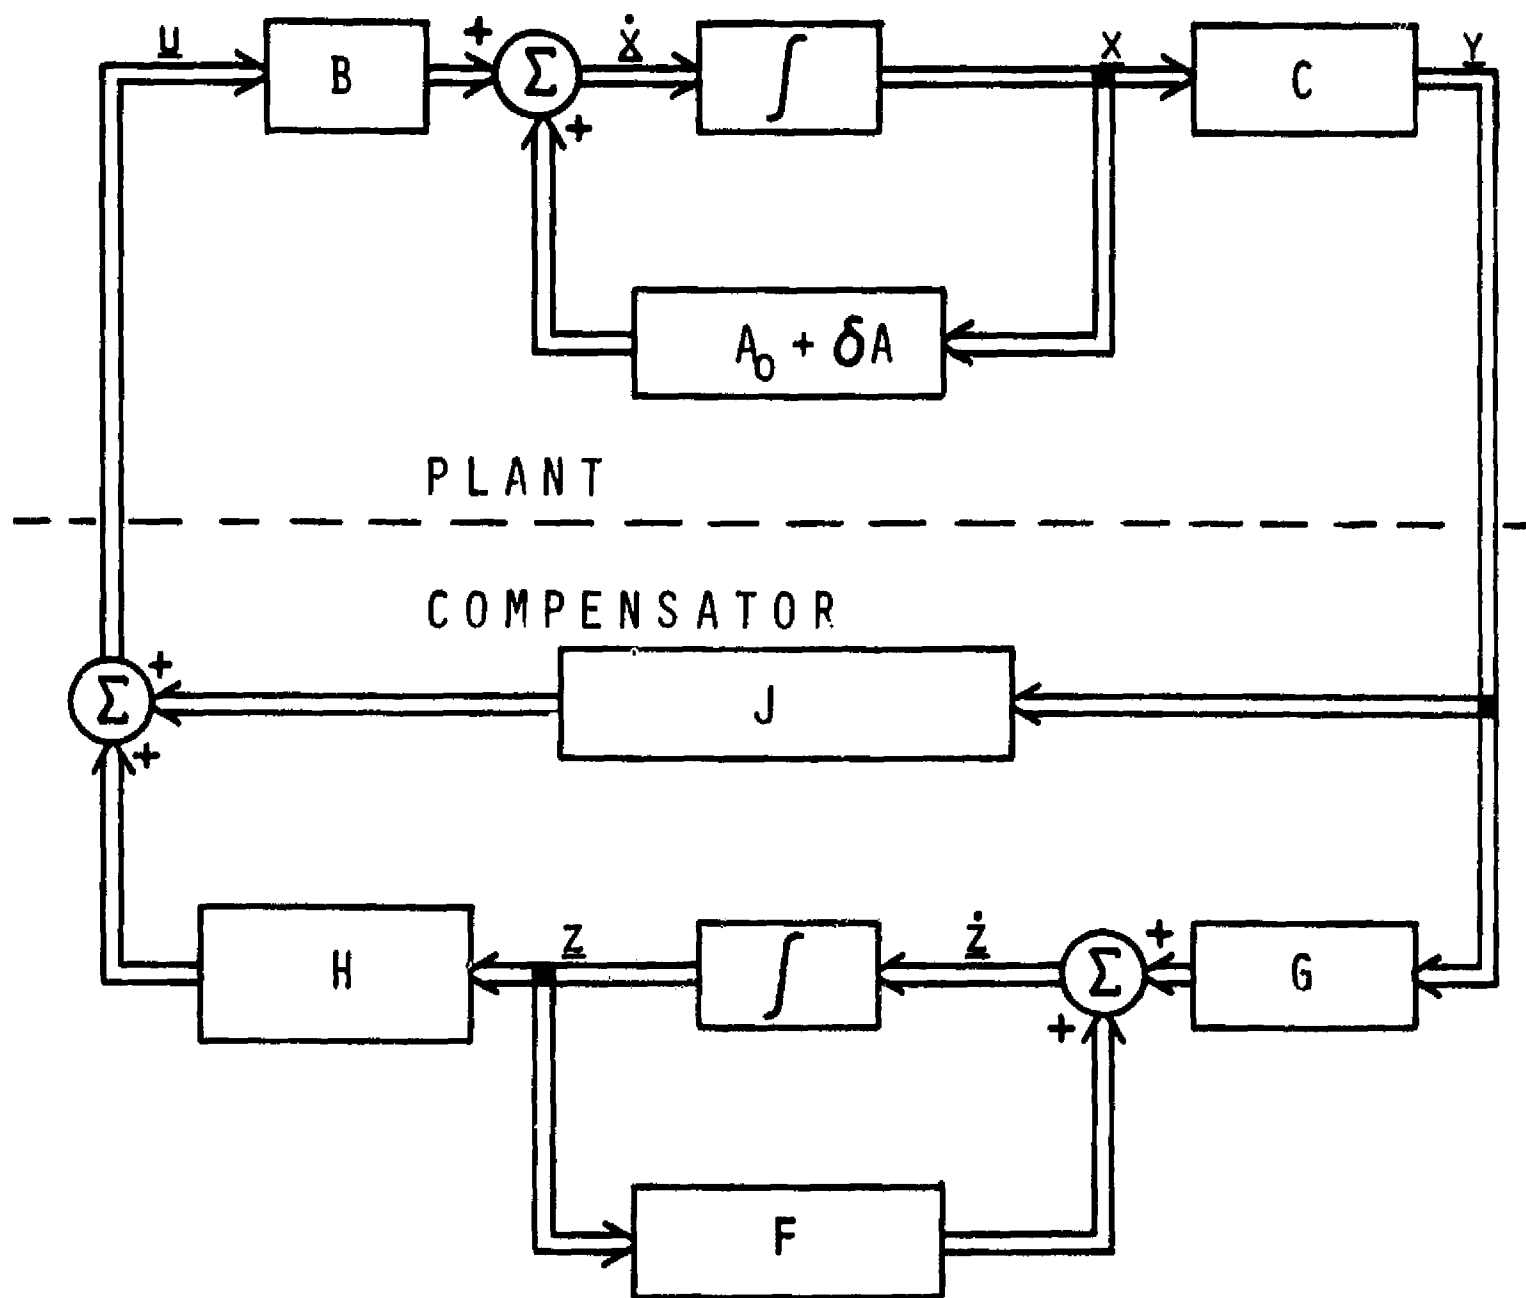 u B + Σ ẋ ∫ x C y
+
A₀ + δA
PLANT
COMPENSATOR
+
Σ J
+
H z ∫ ż Σ + G
+
F